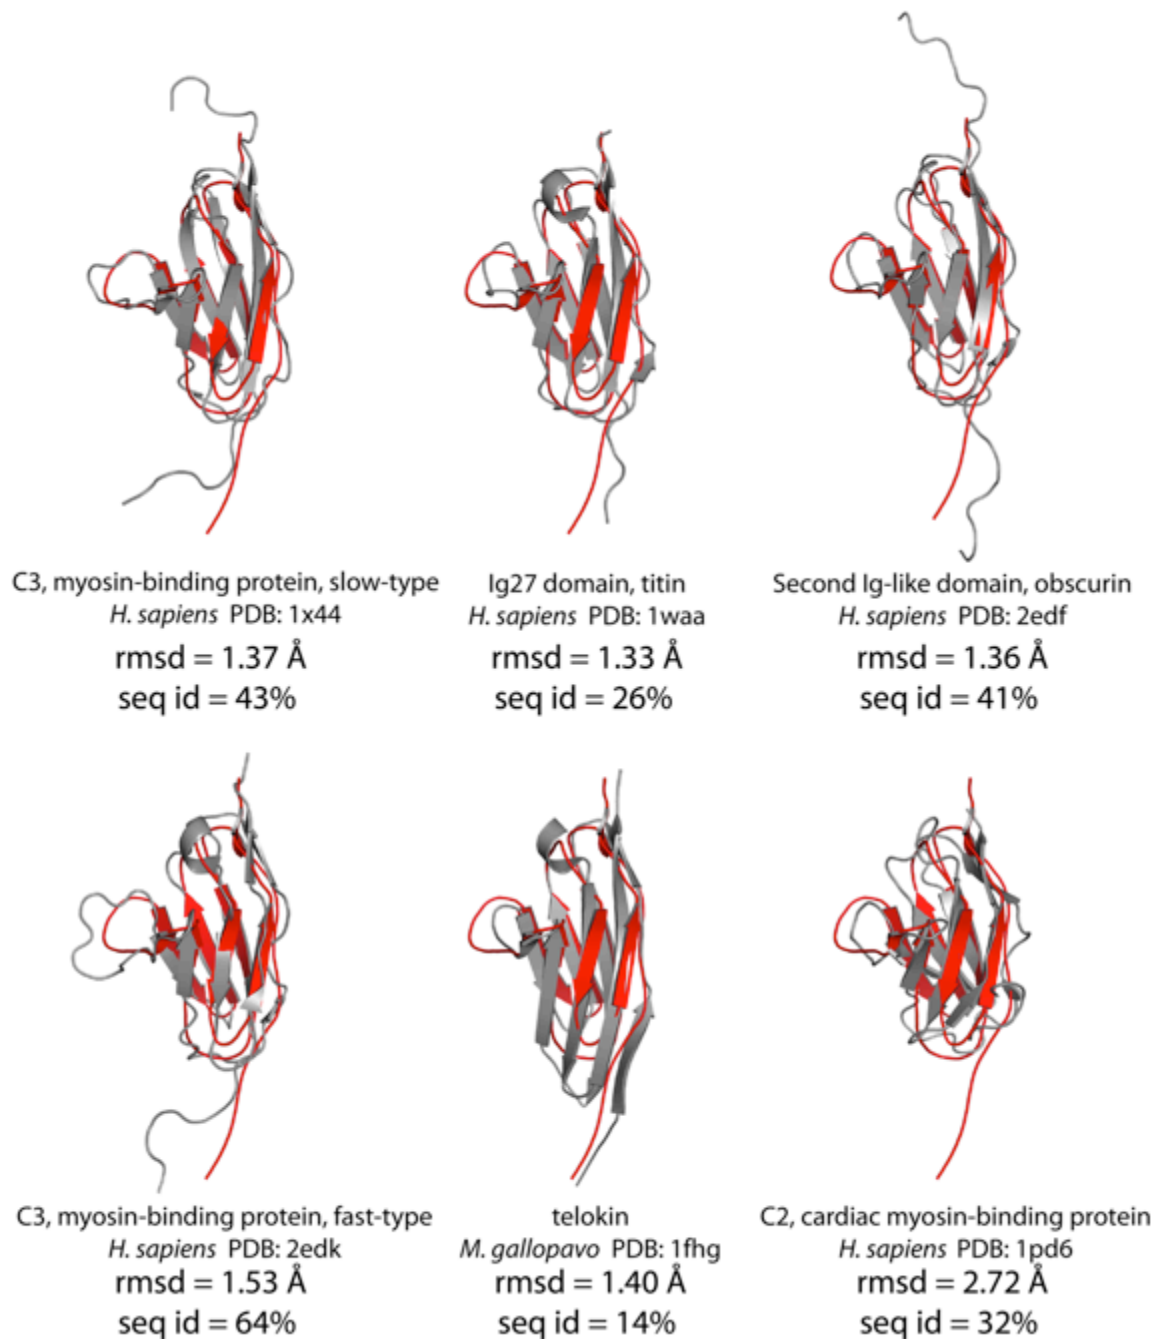 C3, myosin-binding protein, slow-type
H. sapiens PDB: 1x44
rmsd = 1.37 Å
seq id = 43%
Ig27 domain, titin
H. sapiens PDB: 1waa
rmsd = 1.33 Å
seq id = 26%
Second Ig-like domain, obscurin
H. sapiens PDB: 2edf
rmsd = 1.36 Å
seq id = 41%
C3, myosin-binding protein, fast-type
H. sapiens PDB: 2edk
rmsd = 1.53 Å
seq id = 64%
telokin
M. gallopavo PDB: 1fhg
rmsd = 1.40 Å
seq id = 14%
C2, cardiac myosin-binding protein
H. sapiens PDB: 1pd6
rmsd = 2.72 Å
seq id = 32%